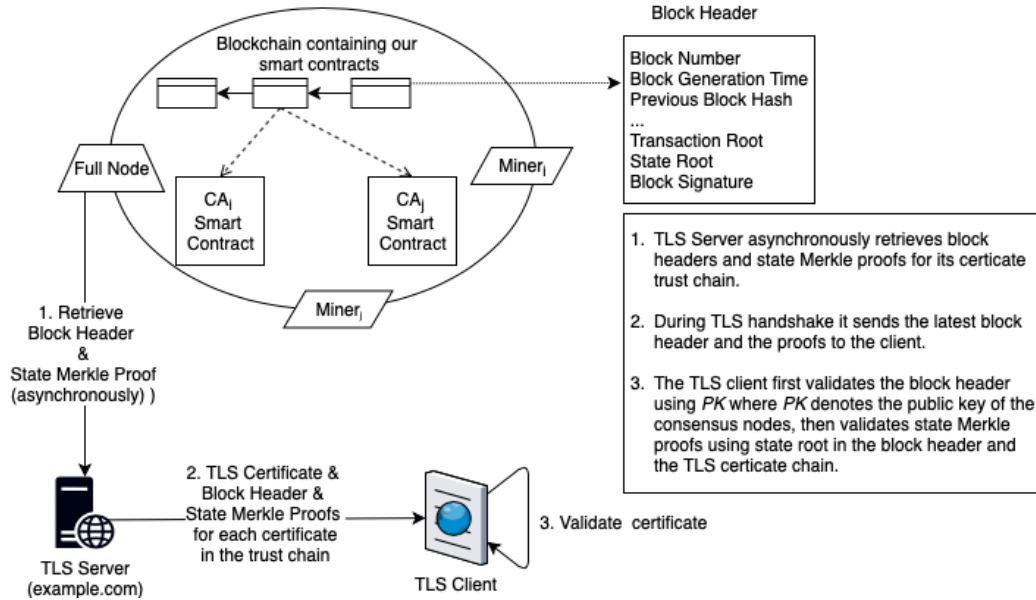 Block Header
Blockchain containing our
smart contracts
Block Number
Block Generation Time
Previous Block Hash
...
Transaction Root
State Root
Block Signature
Full Node
Minerᵢ
CAᵢ
Smart
Contract
CAⱼ
Smart
Contract
Minerⱼ
1. Retrieve
Block Header
&
State Merkle Proof
(asynchronously) )
1. TLS Server asynchronously retrieves block
headers and state Merkle proofs for its certicate
trust chain.
2. During TLS handshake it sends the latest block
header and the proofs to the client.
3. The TLS client first validates the block header
using PK where PK denotes the public key of the
consensus nodes, then validates state Merkle
proofs using state root in the block header and
the TLS certicate chain.
2. TLS Certificate &
Block Header &
State Merkle Proofs
for each certificate
in the trust chain
3. Validate certificate
TLS Server
(example.com)
TLS Client